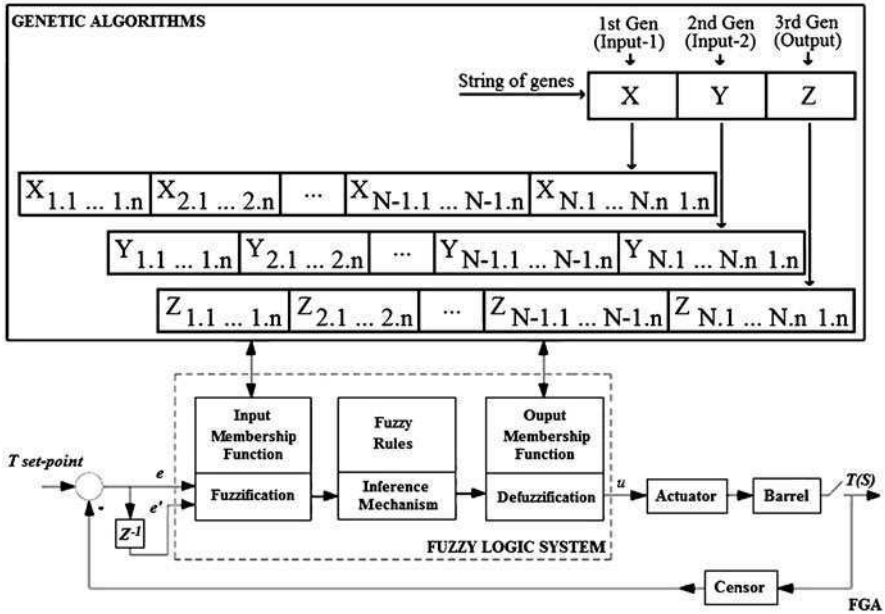 GENETIC ALGORITHMS
1st Gen 2nd Gen 3rd Gen
(Input-1) (Input-2) (Output)
String of genes
X Y Z
X1.1 ... 1.n X2.1 ... 2.n ... XN-1.1 ... N-1.n XN.1 ... N.n 1.n
Y1.1 ... 1.n Y2.1 ... 2.n ... YN-1.1 ... N-1.n YN.1 ... N.n 1.n
Z1.1 ... 1.n Z2.1 ... 2.n ... ZN-1.1 ... N-1.n ZN.1 ... N.n 1.n
Input
Membership
Function
Fuzzy
Rules
Ouput
Membership
Function
T set-point
e
Fuzzification
Inference
Mechanism
Defuzzification
u
Actuator
Barrel
T(S)
-
e'
Z-1
FUZZY LOGIC SYSTEM
Censor
FGA